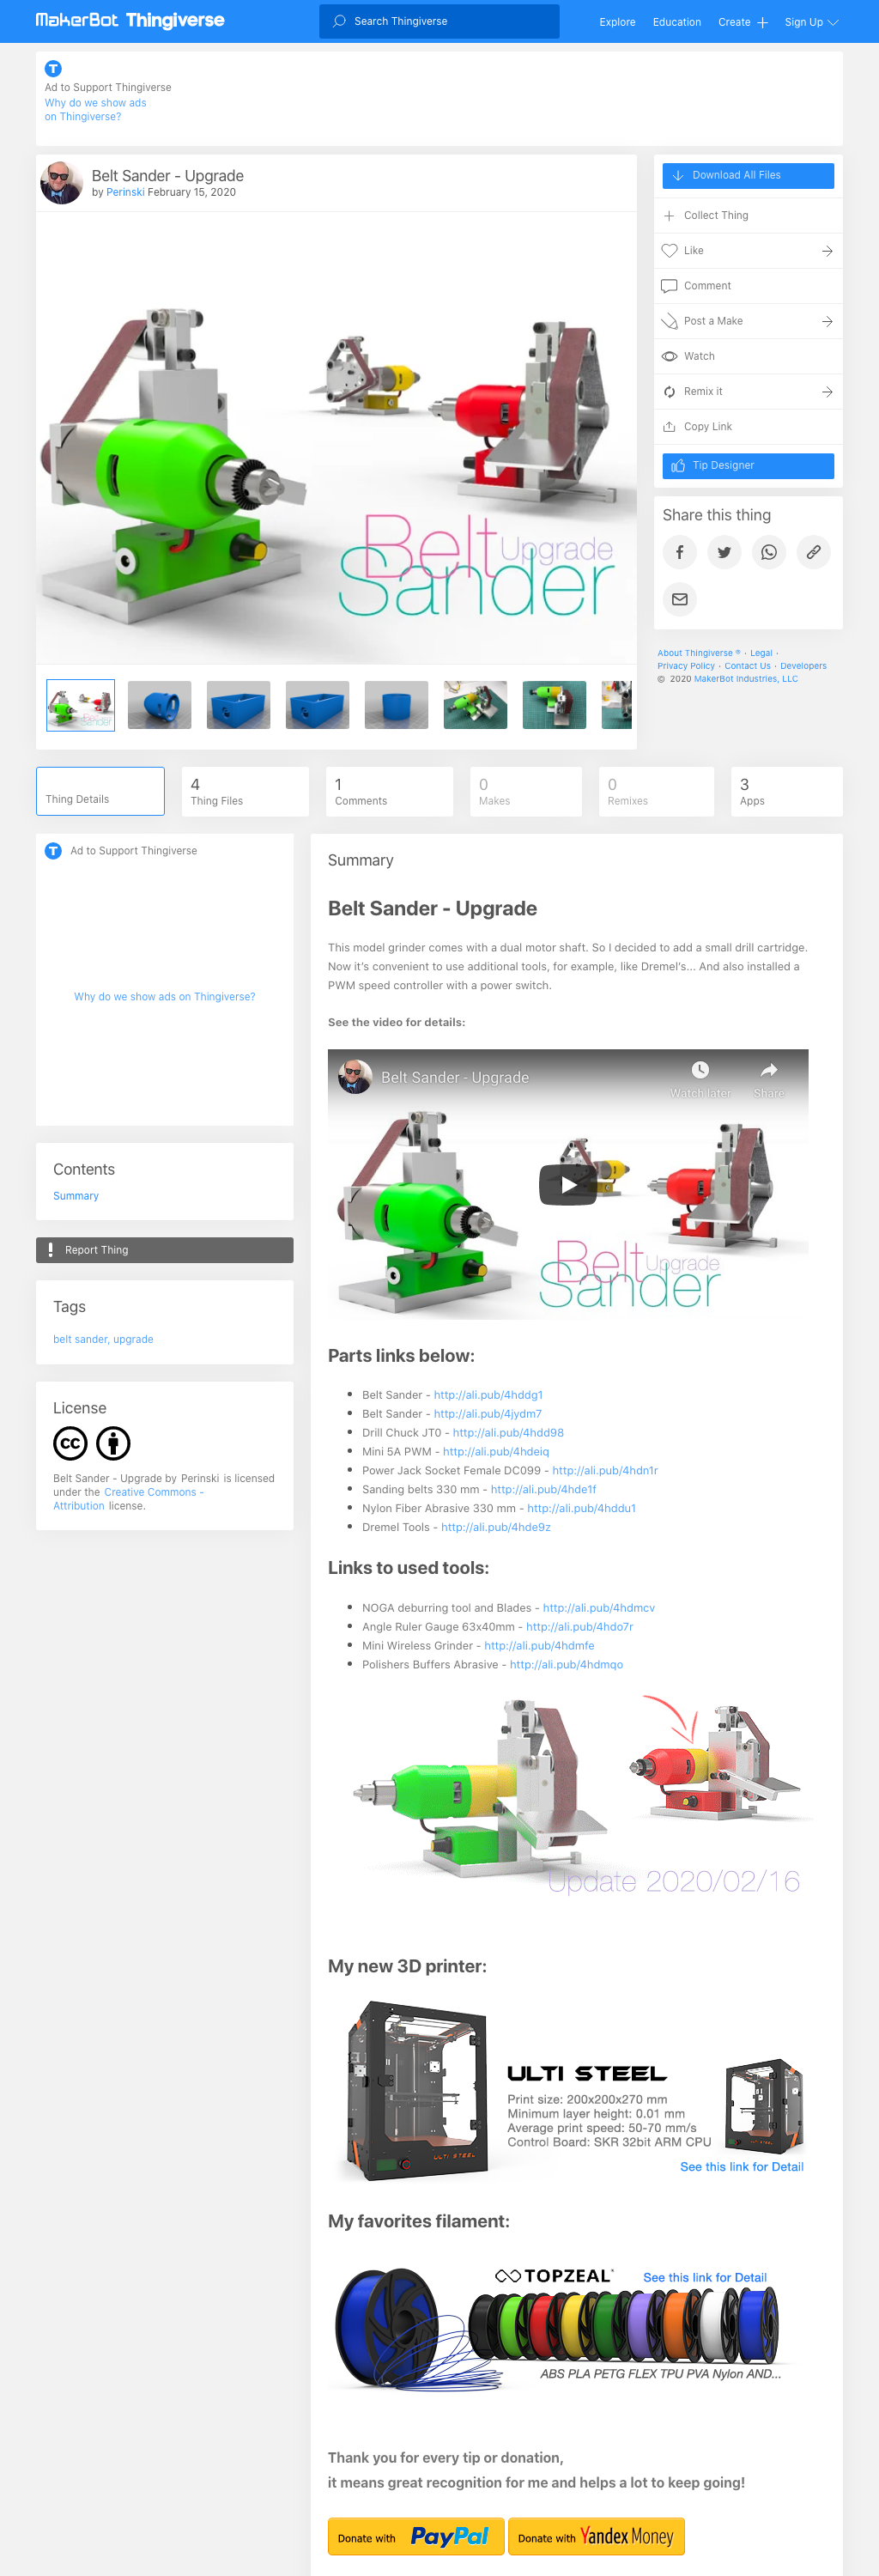 MakerBot Thingiverse
Search Thingiverse
Explore
Education
Create
Sign Up
Ad to Support Thingiverse
Why do we show ads
on Thingiverse?
Belt Sander - Upgrade
by Perinski February 15, 2020
Belt Upgrade
Sander
Belt Upgrade
Sander
Download All Files
Collect Thing
Like
Comment
Post a Make
Watch
Remix it
Copy Link
Tip Designer
Share this thing
About Thingiverse ® · Legal ·
Privacy Policy · Contact Us · Developers
© 2020 MakerBot Industries, LLC
Thing Details
4
Thing Files
1
Comments
0
Makes
0
Remixes
3
Apps
Ad to Support Thingiverse
Why do we show ads on Thingiverse?
Contents
Summary
Report Thing
Tags
belt sander, upgrade
License
cc
Belt Sander - Upgrade by Perinski is licensed
under the Creative Commons -
Attribution license.
Summary
Belt Sander - Upgrade
This model grinder comes with a dual motor shaft. So I decided to add a small drill cartridge.
Now it's convenient to use additional tools, for example, like Dremel's... And also installed a
PWM speed controller with a power switch.
See the video for details:
Belt Sander - Upgrade
Watch later
Share
Belt Upgrade
Sander
Parts links below:
Belt Sander - http://ali.pub/4hddg1
Belt Sander - http://ali.pub/4jydm7
Drill Chuck JT0 - http://ali.pub/4hdd98
Mini 5A PWM - http://ali.pub/4hdeiq
Power Jack Socket Female DC099 - http://ali.pub/4hdn1r
Sanding belts 330 mm - http://ali.pub/4hde1f
Nylon Fiber Abrasive 330 mm - http://ali.pub/4hddu1
Dremel Tools - http://ali.pub/4hde9z
Links to used tools:
NOGA deburring tool and Blades - http://ali.pub/4hdmcv
Angle Ruler Gauge 63x40mm - http://ali.pub/4hdo7r
Mini Wireless Grinder - http://ali.pub/4hdmfe
Polishers Buffers Abrasive - http://ali.pub/4hdmqo
Update 2020/02/16
My new 3D printer:
ULTI STEEL
ULTI STEEL
Print size: 200x200x270 mm
Minimum layer height: 0.01 mm
Average print speed: 50-70 mm/s
Control Board: SKR 32bit ARM CPU
See this link for Detail
My favorites filament:
TOPZEAL
See this link for Detail
ABS PLA PETG FLEX TPU PVA Nylon AND...
Thank you for every tip or donation,
it means great recognition for me and helps a lot to keep going!
Donate with PayPal
Donate with Yandex Money